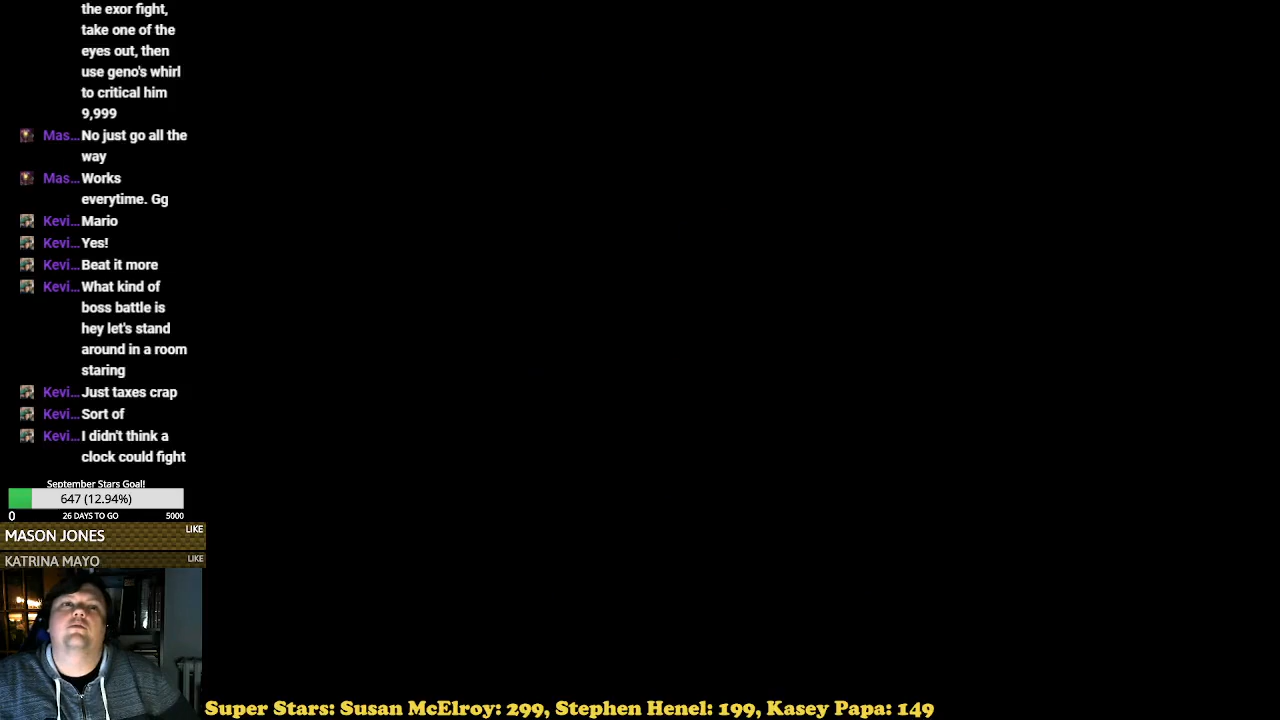 the exor fight,
take one of the
eyes out, then
use geno's whirl
to critical him
9,999
Mas... No just go all the
way
Mas... Works
everytime. Gg
Kevi... Mario
Kevi... Yes!
Kevi... Beat it more
Kevi... What kind of
boss battle is
hey let's stand
around in a room
staring
Kevi... Just taxes crap
Kevi... Sort of
Kevi... I didn't think a
clock could fight
September Stars Goal!
647 (12.94%)
0 26 DAYS TO GO 5000
MASON JONES LIKE
KATRINA MAYO LIKE
Super Stars: Susan McElroy: 299, Stephen Henel: 199, Kasey Papa: 149